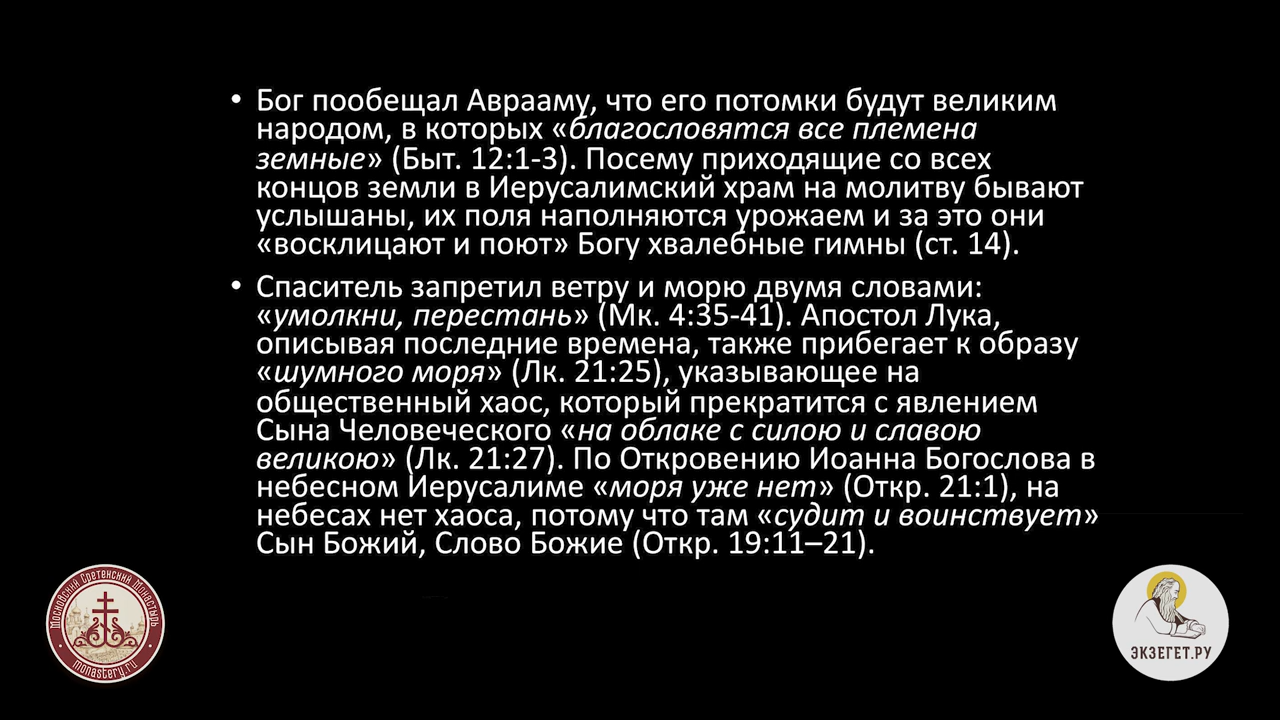 • Бог пообещал Аврааму, что его потомки будут великим
народом, в которых «благословятся все племена
земные» (Быт. 12:1-3). Посему приходящие со всех
концов земли в Иерусалимский храм на молитву бывают
услышаны, их поля наполняются урожаем и за это они
«восклицают и поют» Богу хвалебные гимны (ст. 14).
• Спаситель запретил ветру и морю двумя словами:
«умолкни, перестань» (Мк. 4:35-41). Апостол Лука,
описывая последние времена, также прибегает к образу
«шумного моря» (Лк. 21:25), указывающее на
общественный хаос, который прекратится с явлением
Сына Человеческого «на облаке с силою и славою
великою» (Лк. 21:27). По Откровению Иоанна Богослова в
небесном Иерусалиме «моря уже нет» (Откр. 21:1), на
небесах нет хаоса, потому что там «судит и воинствует»
Сын Божий, Слово Божие (Откр. 19:11–21).
Московский Сретенский Монастырь
monastery.ru
ЭКЗЕГЕТ.РУ